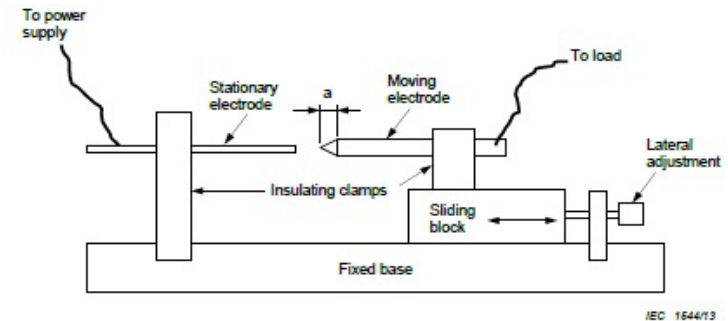 To power
supply
Stationary
electrode
a
Moving
electrode
To load
Lateral
adjustment
Insulating clamps
Sliding
block
Fixed base
IEC 1544/13